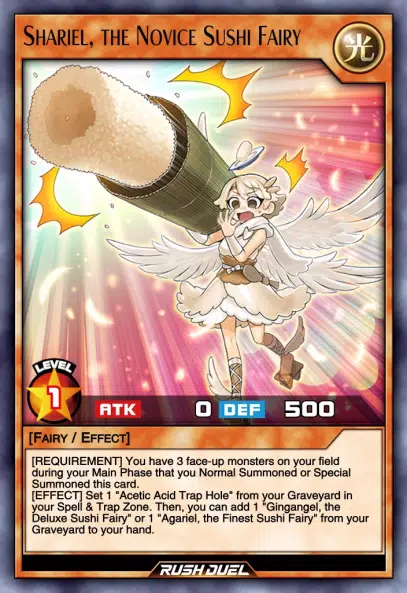 Shariel, the Novice Sushi Fairy
光
LEVEL
1
ATK 0 DEF 500
[Fairy / Effect]
[REQUIREMENT] You have 3 face-up monsters on your field
during your Main Phase that you Normal Summoned or Special
Summoned this card.
[EFFECT] Set 1 "Acetic Acid Trap Hole" from your Graveyard in
your Spell & Trap Zone. Then, you can add 1 "Gingangel, the
Deluxe Sushi Fairy" or 1 "Agariel, the Finest Sushi Fairy" from your
Graveyard to your hand.
RUSH DUEL